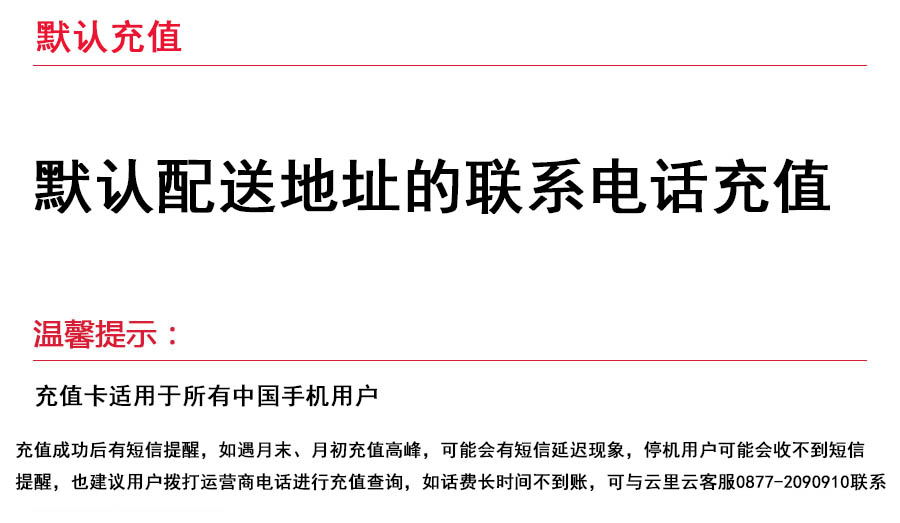 默认充值
默认配送地址的联系电话充值
温馨提示：
充值卡适用于所有中国手机用户
充值成功后有短信提醒，如遇月末、月初充值高峰，可能会有短信延迟现象，停机用户可能会收不到短信
提醒，也建议用户拨打运营商电话进行充值查询，如话费长时间不到账，可与云里云客服0877-2090910联系